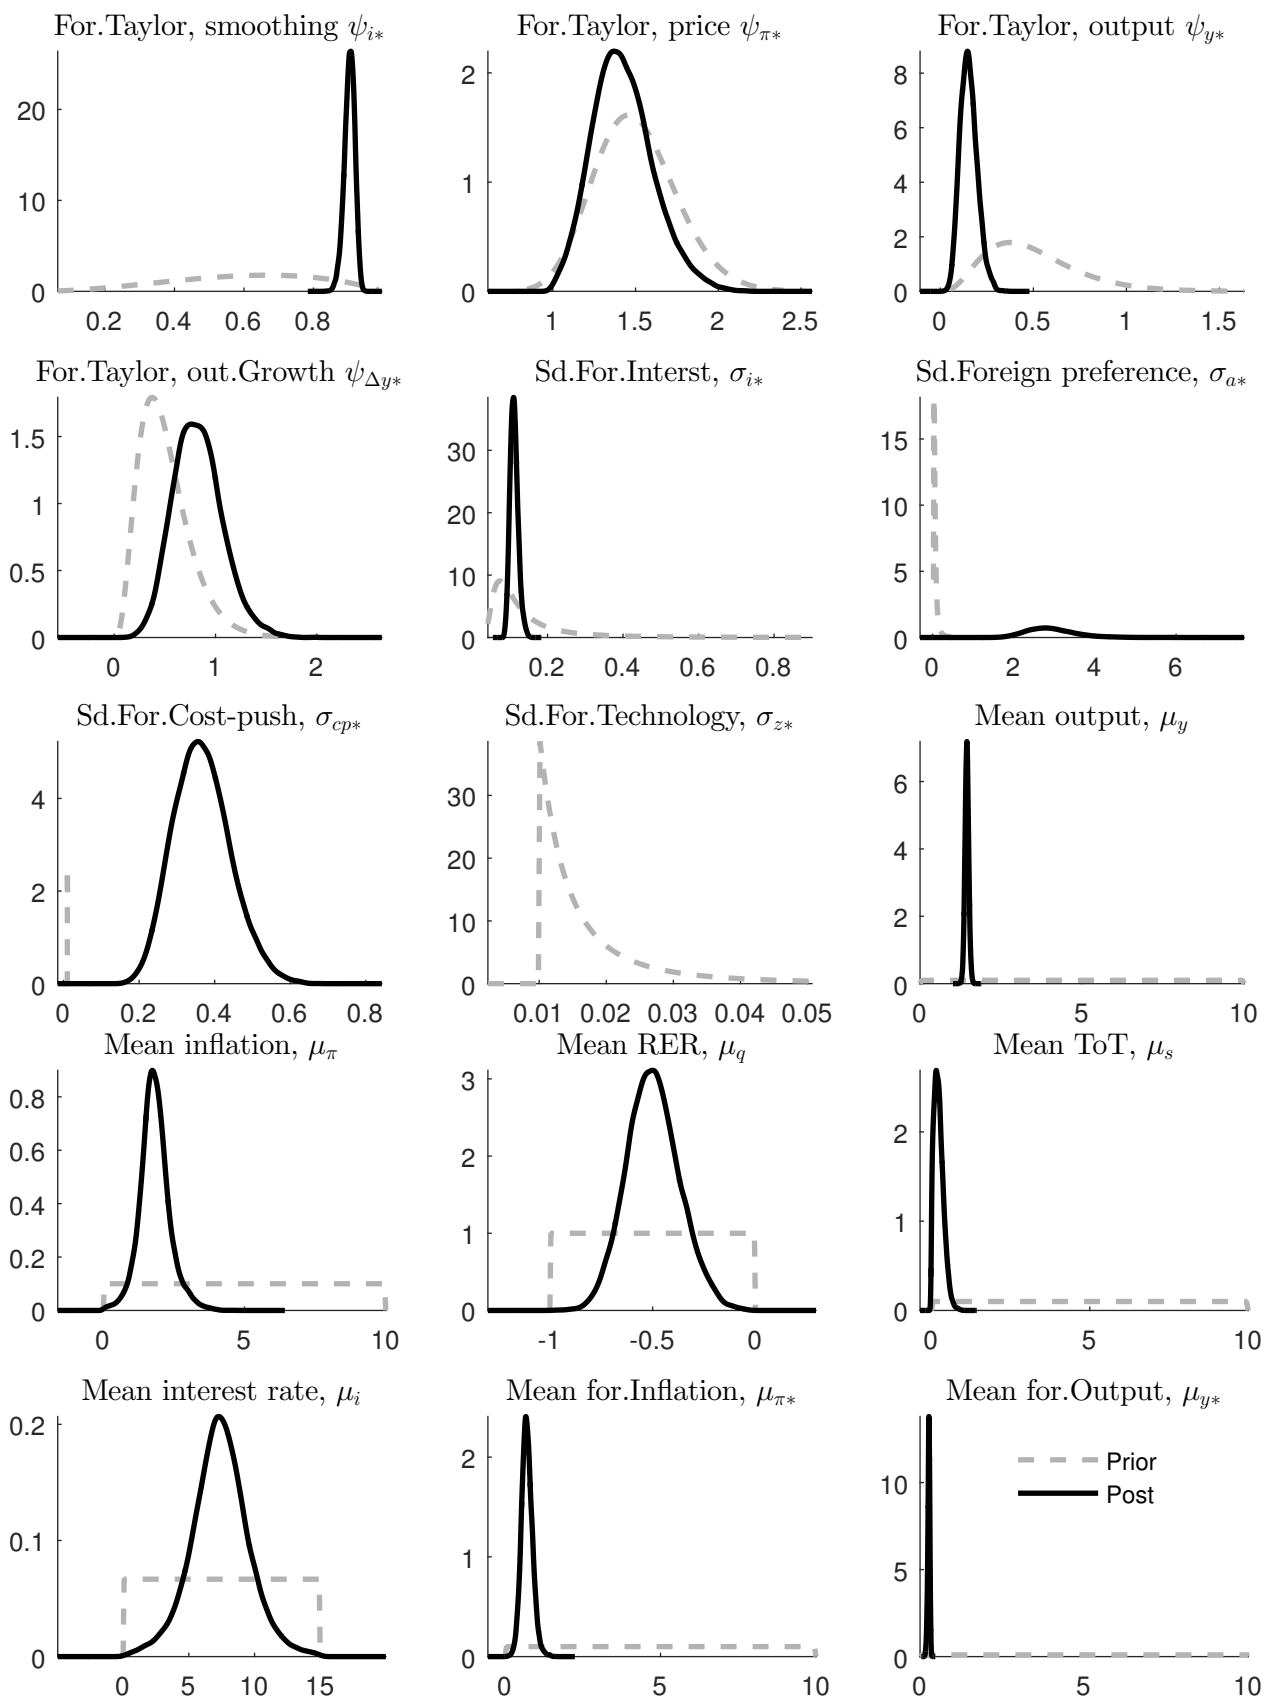 For.Taylor, smoothing ψi*
For.Taylor, price ψπ*
For.Taylor, output ψy*
20
10
0
0.2 0.4 0.6 0.8
2
1
0
1 1.5 2 2.5
8
6
4
2
0
0 0.5 1 1.5
For.Taylor, out.Growth ψΔy*
Sd.For.Interst, σi*
Sd.Foreign preference, σa*
1.5
1
0.5
0
0 1 2
30
20
10
0
0.2 0.4 0.6 0.8
15
10
5
0
0 2 4 6
Sd.For.Cost-push, σcp*
Sd.For.Technology, σz*
Mean output, μy
4
2
0
0 0.2 0.4 0.6 0.8
30
20
10
0
0.01 0.02 0.03 0.04 0.05
6
4
2
0
0 5 10
Mean inflation, μπ
Mean RER, μq
Mean ToT, μs
0.8
0.6
0.4
0.2
0
0 5 10
3
2
1
0
-1 -0.5 0
2
1
0
0 5 10
Mean interest rate, μi
Mean for.Inflation, μπ*
Mean for.Output, μy*
0.2
0.1
0
0 5 10 15
2
1
0
0 5 10
10
5
0
0 5 10
Prior
Post